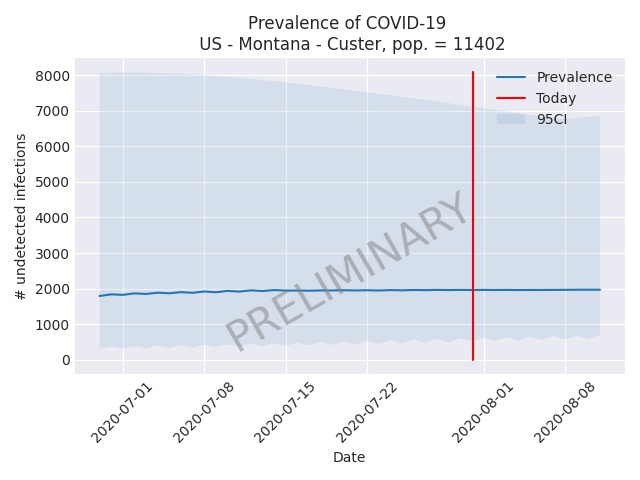 Prevalence of COVID-19
US - Montana - Custer, pop. = 11402
8000
7000
6000
5000
4000
3000
2000
1000
0
# undetected infections
Prevalence
Today
95CI
PRELIMINARY
2020-07-01
2020-07-08
2020-07-15
2020-07-22
2020-08-01
2020-08-08
Date